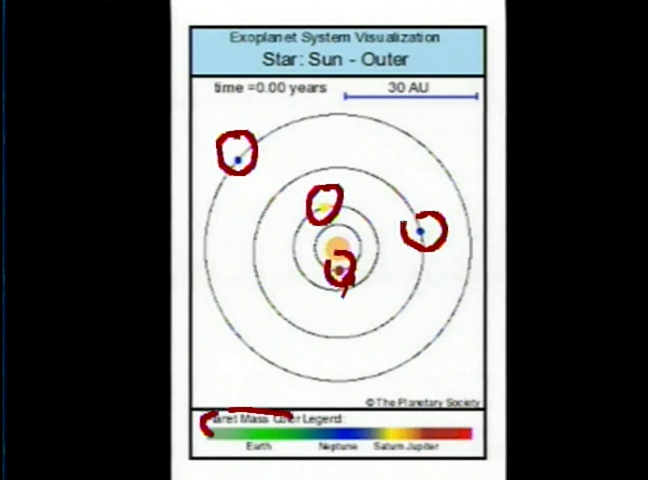 Exoplanet System Visualization
Star: Sun - Outer
time =0.00 years
30 AU
©The Planetary Society
Mass Legend:
Earth Neptune Saturn Jupiter